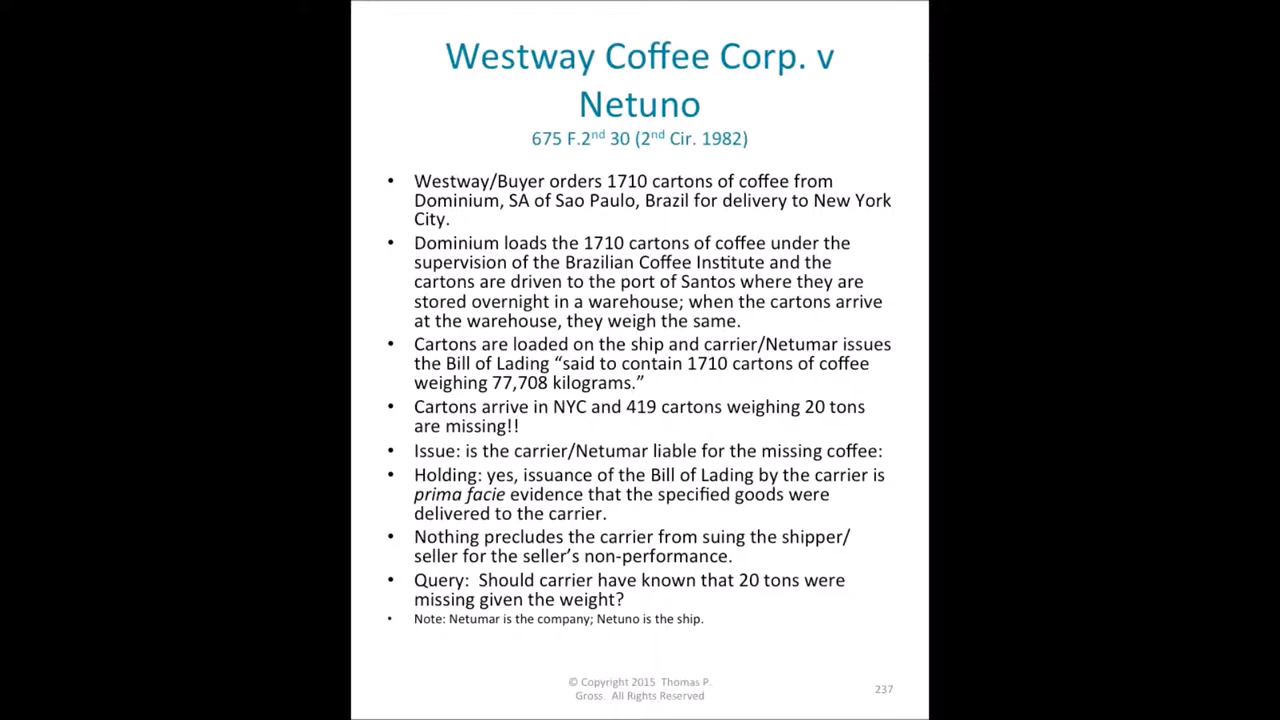 Westway Coffee Corp. v
Netuno
675 F.2nd 30 (2nd Cir. 1982)
• Westway/Buyer orders 1710 cartons of coffee from
Dominium, SA of Sao Paulo, Brazil for delivery to New York
City.
• Dominium loads the 1710 cartons of coffee under the
supervision of the Brazilian Coffee Institute and the
cartons are driven to the port of Santos where they are
stored overnight in a warehouse; when the cartons arrive
at the warehouse, they weigh the same.
• Cartons are loaded on the ship and carrier/Netumar issues
the Bill of Lading “said to contain 1710 cartons of coffee
weighing 77,708 kilograms.”
• Cartons arrive in NYC and 419 cartons weighing 20 tons
are missing!!
• Issue: is the carrier/Netumar liable for the missing coffee:
• Holding: yes, issuance of the Bill of Lading by the carrier is
prima facie evidence that the specified goods were
delivered to the carrier.
• Nothing precludes the carrier from suing the shipper/
seller for the seller’s non-performance.
• Query:  Should carrier have known that 20 tons were
missing given the weight?
• Note: Netumar is the company; Netuno is the ship.
© Copyright 2015  Thomas P.
Gross.  All Rights Reserved
237